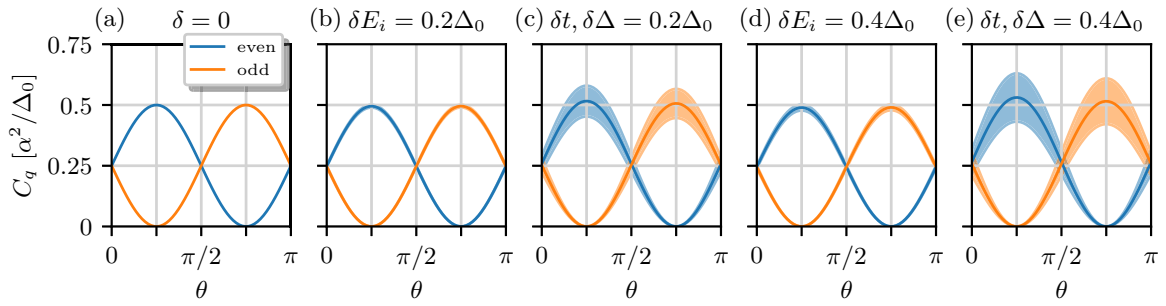 (a) δ = 0
(b) δE_i = 0.2Δ_0
(c) δt, δΔ = 0.2Δ_0
(d) δE_i = 0.4Δ_0
(e) δt, δΔ = 0.4Δ_0
C_q [α^2/Δ_0]
0.75
0.5
0.25
0
even
odd
0 π/2 π
0 π/2 π
0 π/2 π
0 π/2 π
0 π/2 π
θ θ θ θ θ